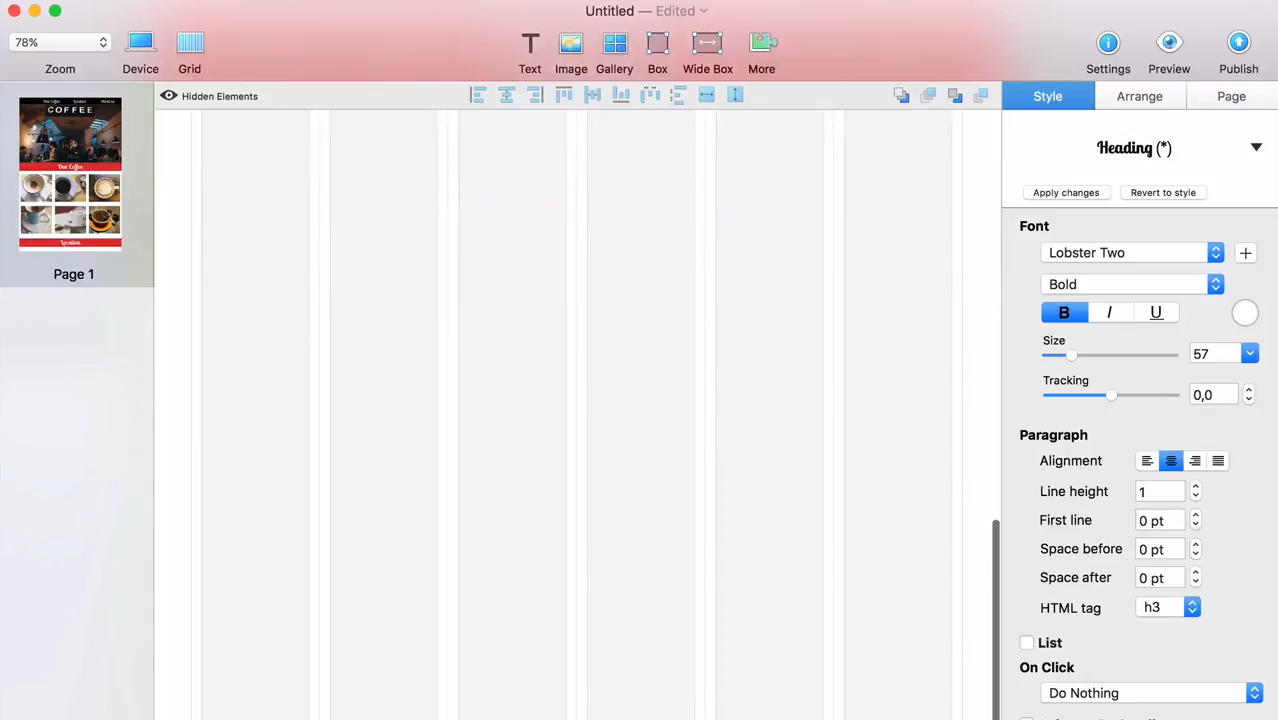 Untitled — Edited
78%
Zoom
Device
Grid
Text
Image
Gallery
Box
Wide Box
More
Settings
Preview
Publish
Hidden Elements
Style
Arrange
Page
COFFEE
Our Coffee
Location
Page 1
Heading (*)
Apply changes
Revert to style
Font
Lobster Two
Bold
B
I
U
Size
57
Tracking
0,0
Paragraph
Alignment
Line height
1
First line
0 pt
Space before
0 pt
Space after
0 pt
HTML tag
h3
List
On Click
Do Nothing